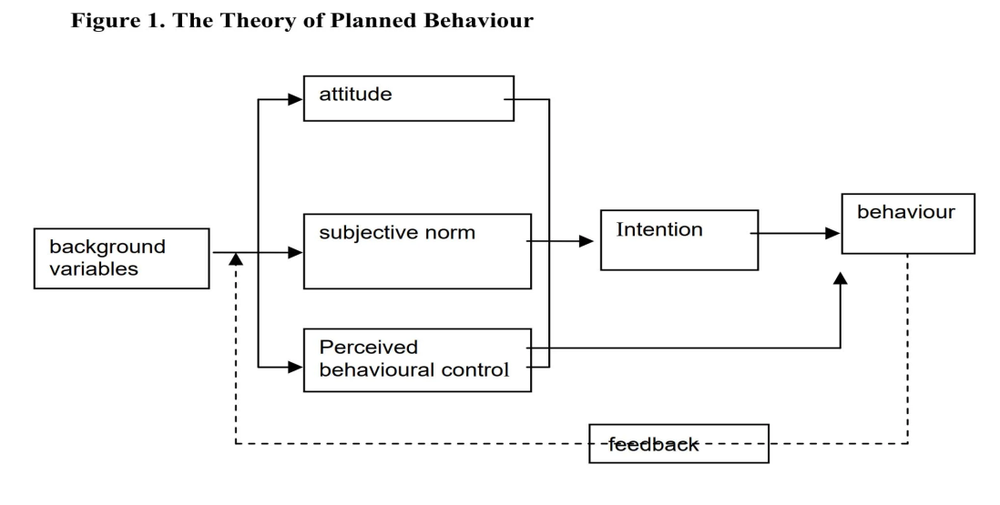 Figure 1. The Theory of Planned Behaviour
attitude
subjective norm
Intention
behaviour
background
variables
Perceived
behavioural control
feedback